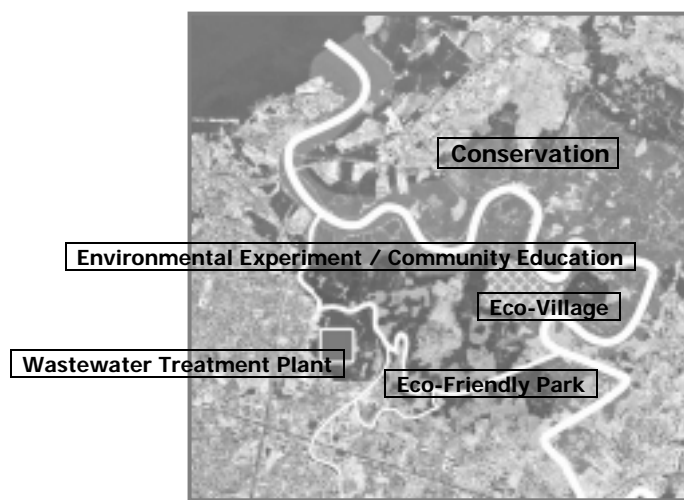 Conservation
Environmental Experiment / Community Education
Eco-Village
Wastewater Treatment Plant
Eco-Friendly Park